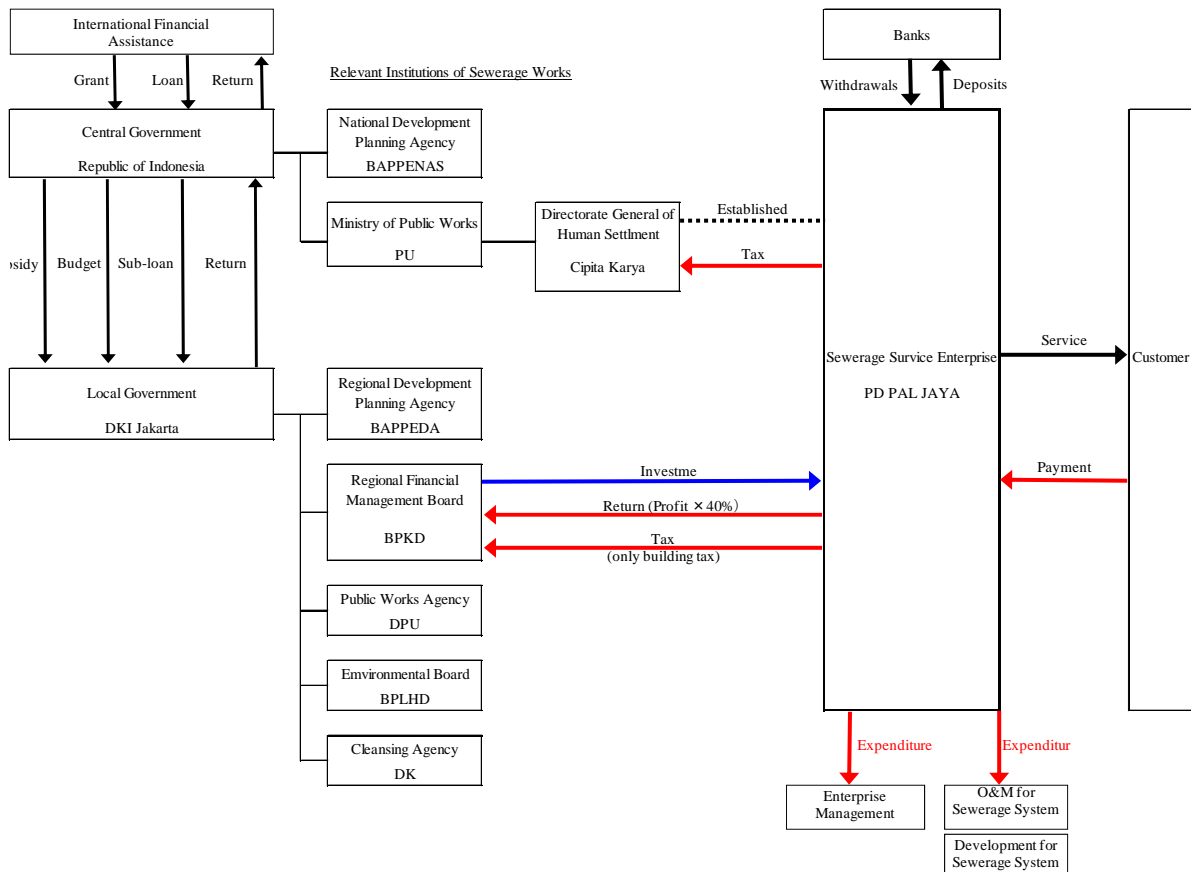 International Financial
Assistance
Grant
Loan
Return
Relevant Institutions of Sewerage Works
Banks
Withdrawals
Deposits
Central Government
Republic of Indonesia
National Development
Planning Agency
BAPPENAS
Ministry of Public Works
PU
Directorate General of
Human Settlment
Cipita Karya
Established
Tax
sidy
Budget
Sub-loan
Return
Sewerage Survice Enterprise
PD PAL JAYA
Service
Customer
Payment
Local Government
DKI Jakarta
Regional Development
Planning Agency
BAPPEDA
Regional Financial
Management Board
BPKD
Investme
Return (Profit × 40%)
Tax
(only building tax)
Public Works Agency
DPU
Emvironmental Board
BPLHD
Cleansing Agency
DK
Expenditure
Expenditur
Enterprise
Management
O&M for
Sewerage System
Development for
Sewerage System